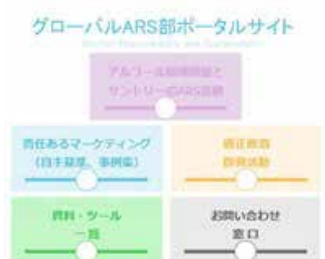 グローバルARS部ポータルサイト
アルコール関連問題と
サントリーのARS活動
責任あるマーケティング
(自主基準、事例集)
適正飲酒
啓発活動
資料・ツール
一覧
お問い合わせ
窓口